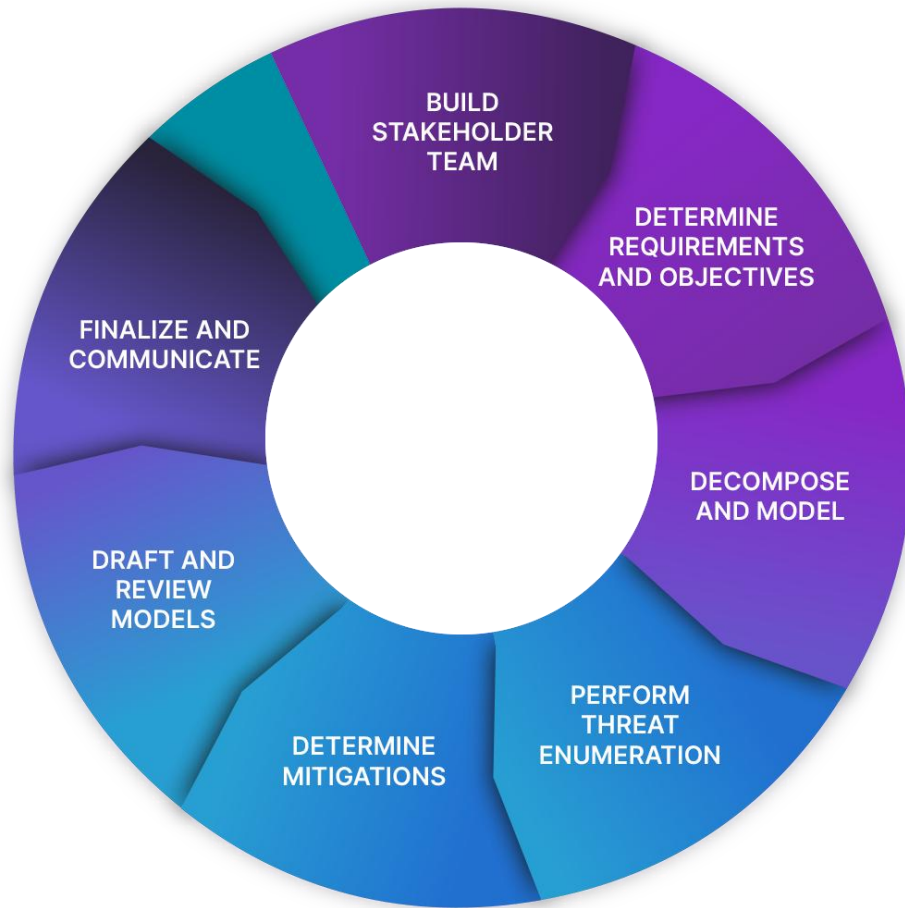 BUILD
STAKEHOLDER
TEAM
DETERMINE
REQUIREMENTS
AND OBJECTIVES
DECOMPOSE
AND MODEL
PERFORM
THREAT
ENUMERATION
DETERMINE
MITIGATIONS
DRAFT AND
REVIEW
MODELS
FINALIZE AND
COMMUNICATE